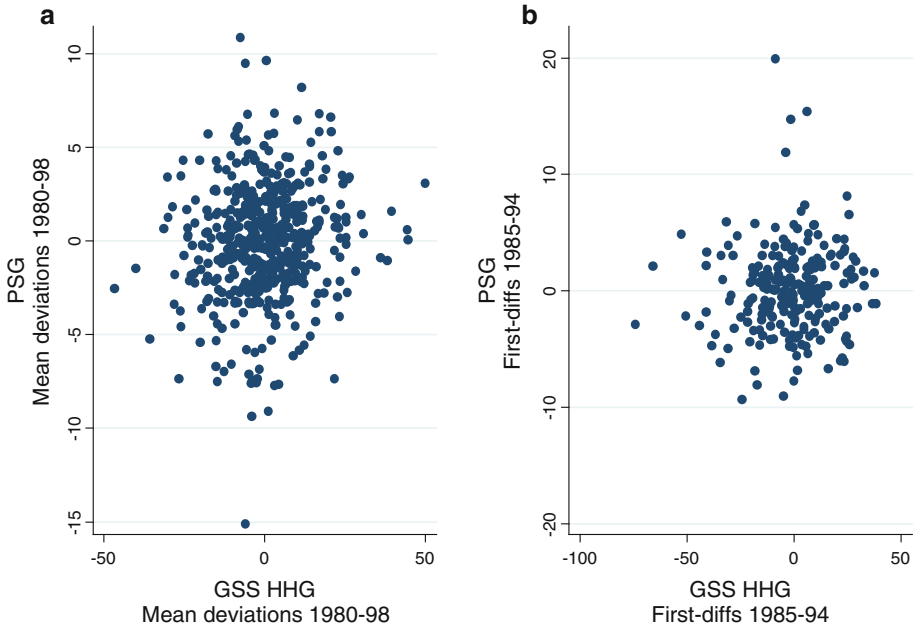 a
PSG
Mean deviations 1980-98
10
5
0
-5
-10
-15
-50
0
50
GSS HHG
Mean deviations 1980-98
b
PSG
First-diffs 1985-94
20
10
0
-10
-20
-100
-50
0
50
GSS HHG
First-diffs 1985-94